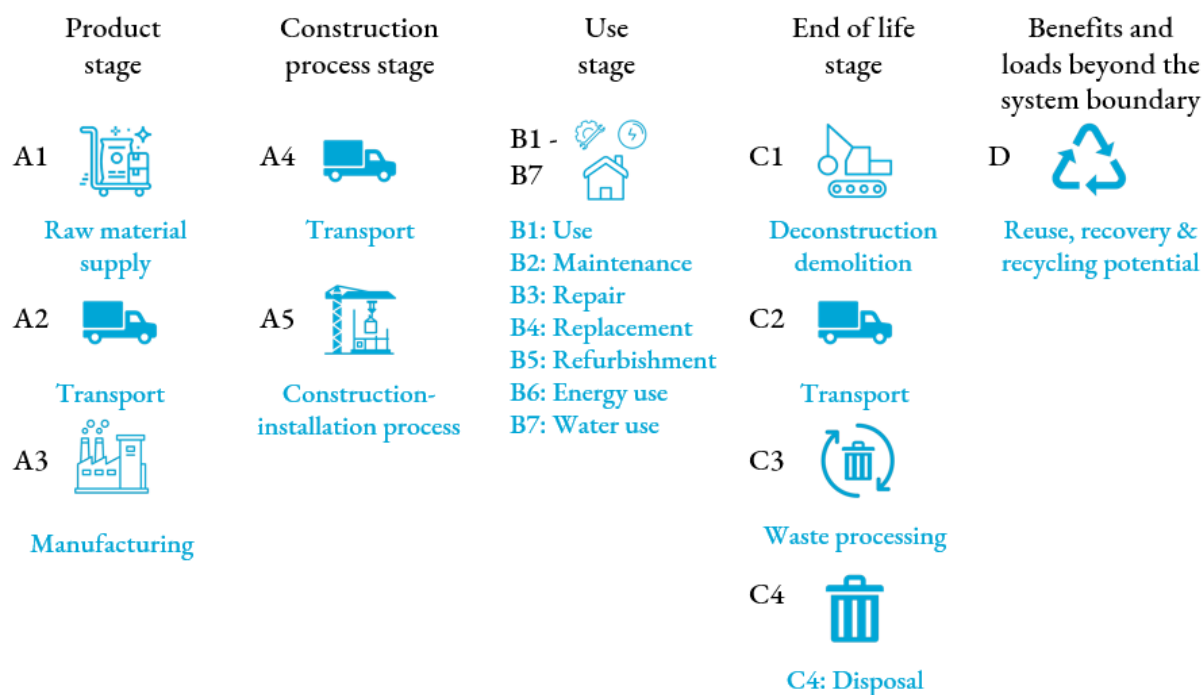 Product
stage
Construction
process stage
Use
stage
End of life
stage
Benefits and
loads beyond the
system boundary
A1
Raw material
supply
A2
Transport
A3
Manufacturing
A4
Transport
A5
Construction-
installation process
B1 -
B7
B1: Use
B2: Maintenance
B3: Repair
B4: Replacement
B5: Refurbishment
B6: Energy use
B7: Water use
C1
Deconstruction
demolition
C2
Transport
C3
Waste processing
C4
C4: Disposal
D
Reuse, recovery &
recycling potential